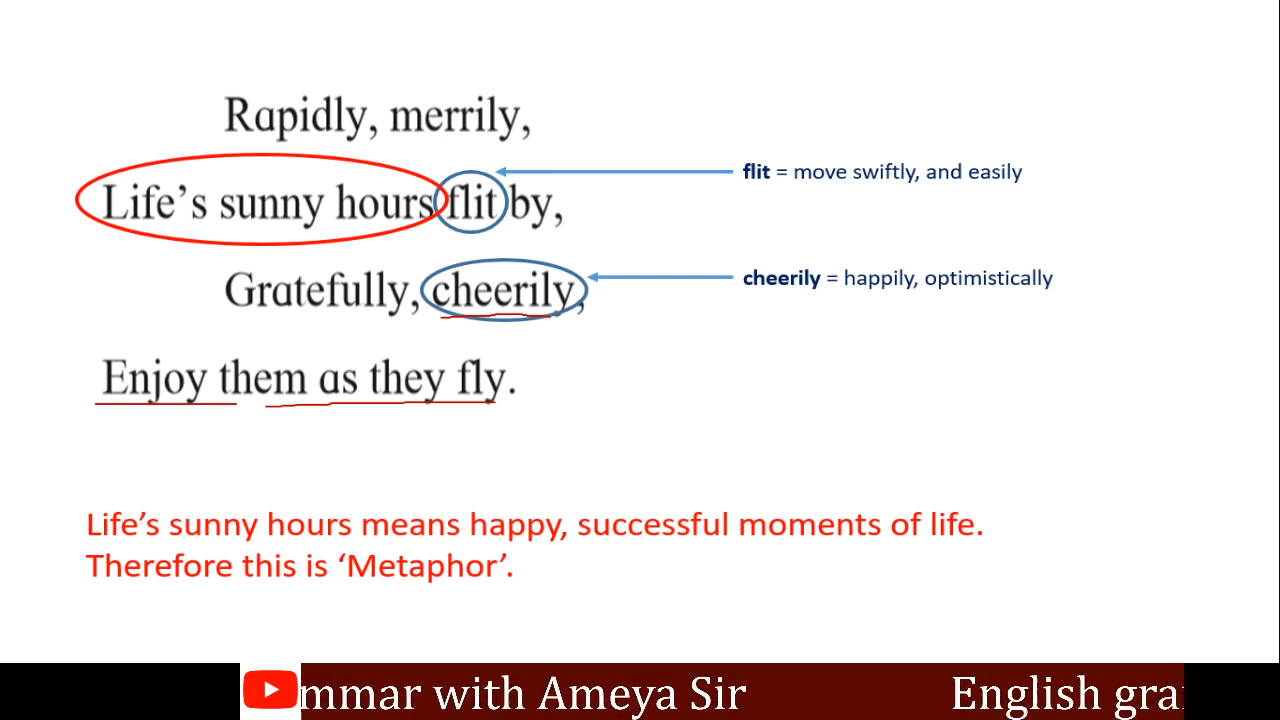 Rapidly, merrily,
Life’s sunny hours flit by,
flit = move swiftly, and easily
Gratefully, cheerily,
cheerily = happily, optimistically
Enjoy them as they fly.
Life’s sunny hours means happy, successful moments of life.
Therefore this is ‘Metaphor’.
mmar with Ameya Sir English gra